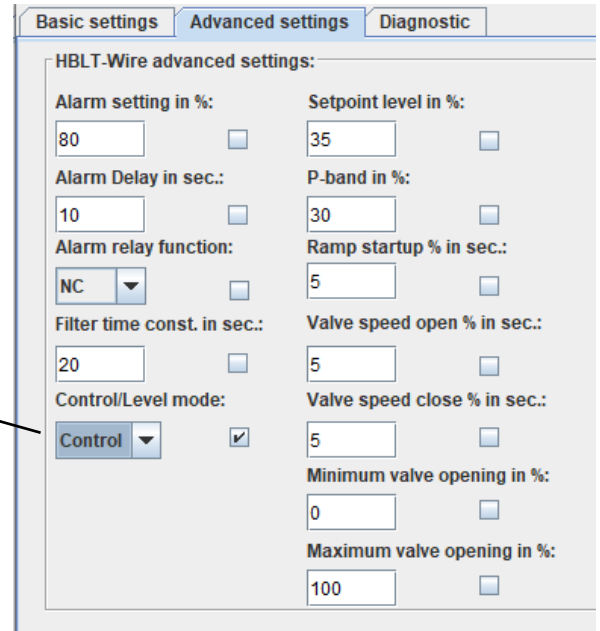 Basic settings Advanced settings Diagnostic
HBLT-Wire advanced settings:
Alarm setting in %: Setpoint level in %:
80 35
Alarm Delay in sec.: P-band in %:
10 30
Alarm relay function: Ramp startup % in sec.:
NC 5
Filter time const. in sec.: Valve speed open % in sec.:
20 5
Control/Level mode: Valve speed close % in sec.:
Control 5
Minimum valve opening in %:
0
Maximum valve opening in %:
100